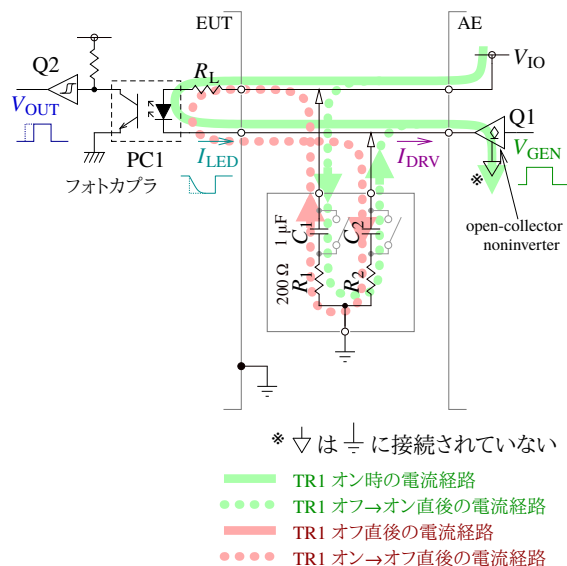 EUT
AE
Q2
R_L
V_IO
V_OUT
PC1
フォトカプラ
I_LED
I_DRV
Q1
V_GEN
※
open-collector
noninverter
1 μF
C_1
C_2
200 Ω
R_1
R_2
※ は に接続されていない
TR1 オン時の電流経路
TR1 オフ→オン直後の電流経路
TR1 オフ直後の電流経路
TR1 オン→オフ直後の電流経路